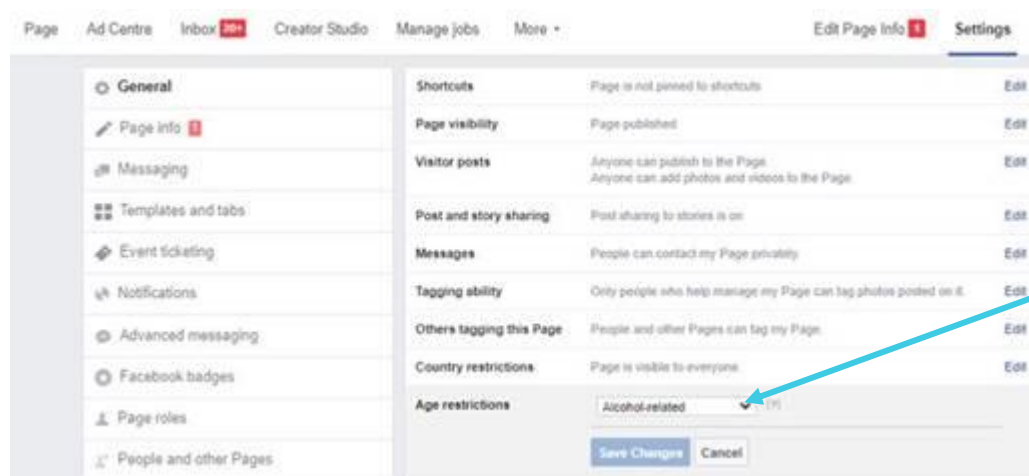 Page Ad Centre Inbox 20+ Creator Studio Manage jobs More Edit Page Info 1 Settings
General
Page info 1
Messaging
Templates and tabs
Event ticketing
Notifications
Advanced messaging
Facebook badges
Page roles
People and other Pages
Shortcuts Page is not pinned to shortcuts Edit
Page visibility Page published Edit
Visitor posts Anyone can publish to the Page Edit
Anyone can add photos and videos to the Page
Post and story sharing Post sharing to stories is on Edit
Messages People can contact my Page privately. Edit
Tagging ability Only people who help manage my Page can tag photos posted on it. Edit
Others tagging this Page People and other Pages can tag my Page. Edit
Country restrictions Page is visible to everyone. Edit
Age restrictions Alcohol-related [?]
Save Changes Cancel